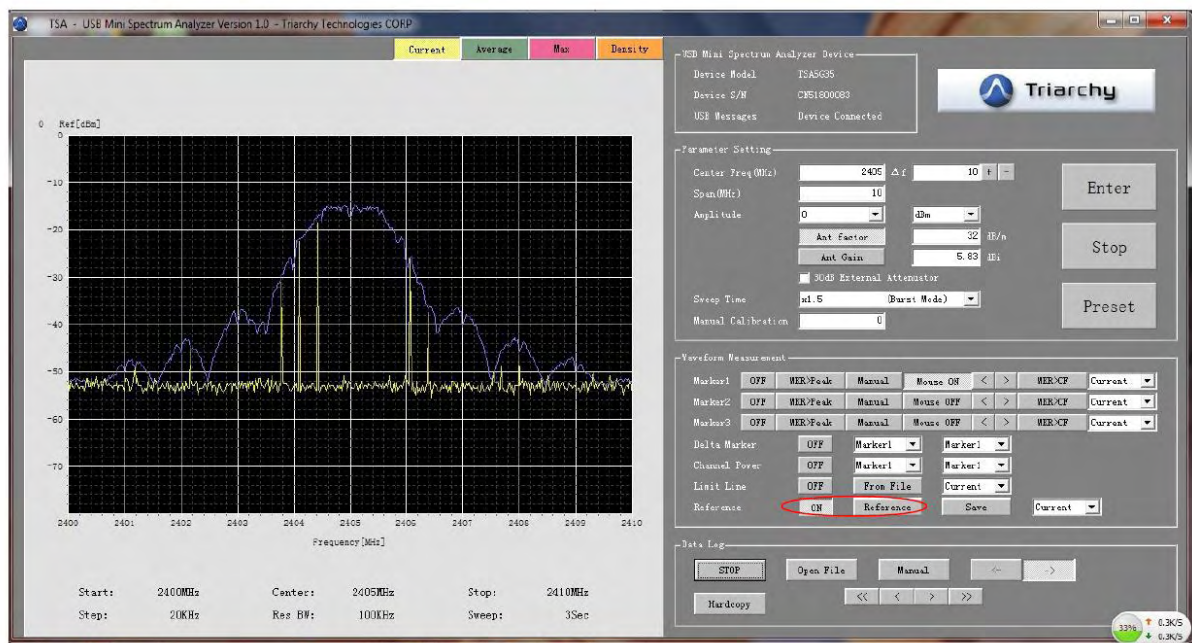 TSA - USB Mini Spectrum Analyzer Version 1.0 - Triarchy Technologies CORP
Current Average Max Density
0 Ref[dBm]
0
-10
-20
-30
-40
-50
-60
-70
2400 2401 2402 2403 2404 2405 2406 2407 2408 2409 2410
Frequency[MHz]
Start: 2400MHz Center: 2405MHz Stop: 2410MHz
Step: 20KHz Res BW: 100KHz Sweep: 3Sec
USB Mini Spectrum Analyzer Device
Device Model TSA5G35
Device S/N CN51800083
USB Messages Device Connected
Triarchy
Parameter Setting
Center Freq(MHz) 2405 Δf 10 + -
Span(MHz) 10
Amplitude 0 dBm
Ant factor 32 dB/m
Ant Gain 5.83 dBi
30dB External Attenuator
Sweep Time x1.5 (Burst Mode)
Manual Calibration 0
Enter
Stop
Preset
Waveform Measurement
Marker1 OFF MKR>Peak Manual Mouse ON < > MKR>CF Current
Marker2 OFF MKR>Peak Manual Mouse OFF < > MKR>CF Current
Marker3 OFF MKR>Peak Manual Mouse OFF < > MKR>CF Current
Delta Marker OFF Marker1 Marker1
Channel Power OFF Marker1 Marker1
Limit Line OFF From File Current
Reference ON Reference Save Current
Data Log
STOP Open File Manual <- ->
Hardcopy << < > >>
33% 0.3K/S
0.3K/S